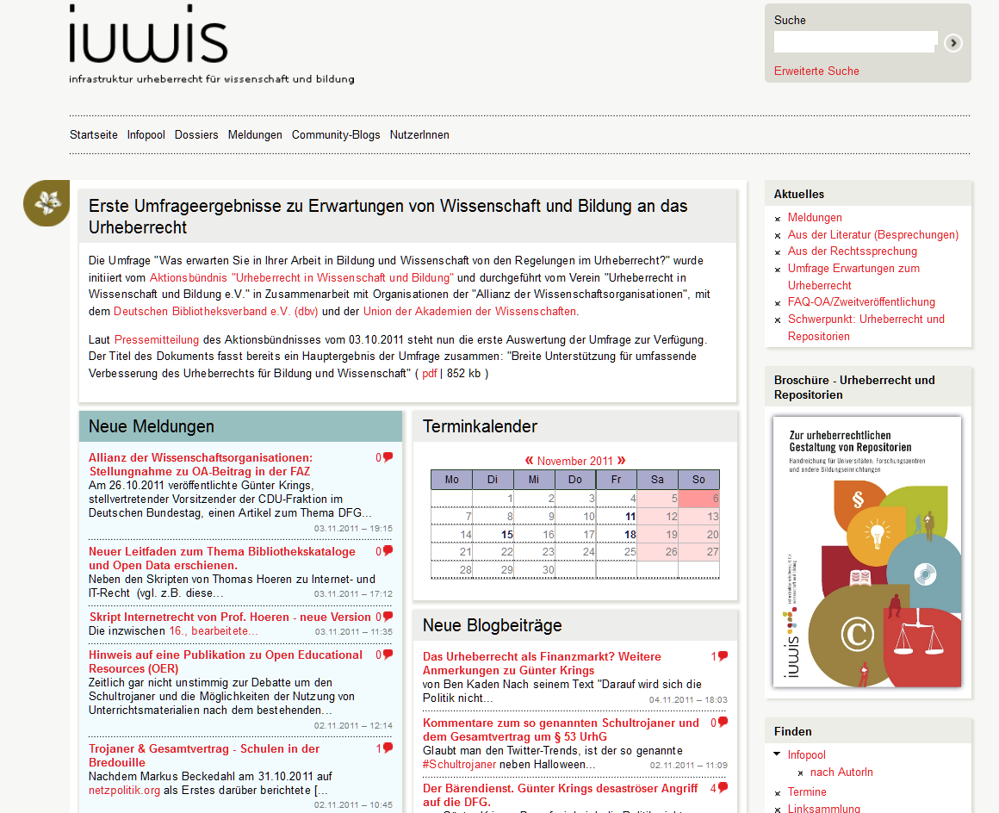 iuwis
infrastruktur urheberrecht für wissenschaft und bildung
Suche
Erweiterte Suche
Startseite Infopool Dossiers Meldungen Community-Blogs NutzerInnen
Erste Umfrageergebnisse zu Erwartungen von Wissenschaft und Bildung an das
Urheberrecht
Die Umfrage "Was erwarten Sie in Ihrer Arbeit in Bildung und Wissenschaft von den Regelungen im Urheberrecht?" wurde
initiiert vom Aktionsbündnis "Urheberrecht in Wissenschaft und Bildung" und durchgeführt vom Verein "Urheberrecht in
Wissenschaft und Bildung e.V." in Zusammenarbeit mit Organisationen der "Allianz der Wissenschaftsorganisationen", mit
dem Deutschen Bibliotheksverband e.V. (dbv) und der Union der Akademien der Wissenschaften.
Laut Pressemitteilung des Aktionsbündnisses vom 03.10.2011 steht nun die erste Auswertung der Umfrage zur Verfügung.
Der Titel des Dokuments fasst bereits ein Hauptergebnis der Umfrage zusammen: "Breite Unterstützung für umfassende
Verbesserung des Urheberrechts für Bildung und Wissenschaft" ( pdf | 852 kb )
Neue Meldungen
Allianz der Wissenschaftsorganisationen: 0
Stellungnahme zu OA-Beitrag in der FAZ
Am 26.10.2011 veröffentlichte Günter Krings,
stellvertretender Vorsitzender der CDU-Fraktion im
Deutschen Bundestag, einen Artikel zum Thema DFG...
03.11.2011 – 19:15
Neuer Leitfaden zum Thema Bibliothekskataloge 0
und Open Data erschienen.
Neben den Skripten von Thomas Hoeren zu Internet- und
IT-Recht (vgl. z.B. diese... 03.11.2011 – 17:12
Skript Internetrecht von Prof. Hoeren - neue Version 0
Die inzwischen 16., bearbeitete... 03.11.2011 – 11:35
Hinweis auf eine Publikation zu Open Educational 0
Resources (OER)
Zeitlich gar nicht unstimmig zur Debatte um den
Schultrojaner und die Möglichkeiten der Nutzung von
Unterrichtsmaterialien nach dem bestehenden...
02.11.2011 – 12:14
Trojaner & Gesamtvertrag - Schulen in der 1
Bredouille
Nachdem Markus Beckedahl am 31.10.2011 auf
netzpolitik.org als Erstes darüber berichtete [...
02.11.2011 – 10:45
Terminkalender
« November 2011 »
Mo Di Mi Do Fr Sa So
1 2 3 4 5 6
7 8 9 10 11 12 13
14 15 16 17 18 19 20
21 22 23 24 25 26 27
28 29 30
Neue Blogbeiträge
Das Urheberrecht als Finanzmarkt? Weitere 1
Anmerkungen zu Günter Krings
von Ben Kaden Nach seinem Text "Darauf wird sich die
Politik nicht... 04.11.2011 – 18:03
Kommentare zum so genannten Schultrojaner und 0
dem Gesamtvertrag um § 53 UrhG
Glaubt man den Twitter-Trends, ist der so genannte
#Schultrojaner neben Halloween... 02.11.2011 – 11:09
Der Bärendienst. Günter Krings desaströser Angriff 4
auf die DFG.
Aktuelles
Meldungen
Aus der Literatur (Besprechungen)
Aus der Rechtssprechung
Umfrage Erwartungen zum
Urheberrecht
FAQ-OA/Zweitveröffentlichung
Schwerpunkt: Urheberrecht und
Repositorien
Broschüre - Urheberrecht und
Repositorien
Zur urheberrechtlichen
Gestaltung von Repositorien
Handreichung für Universitäten, Forschungszentren
und andere Bildungseinrichtungen
§
©
iuwis
Finden
Infopool
nach AutorIn
Termine
Linksammlung